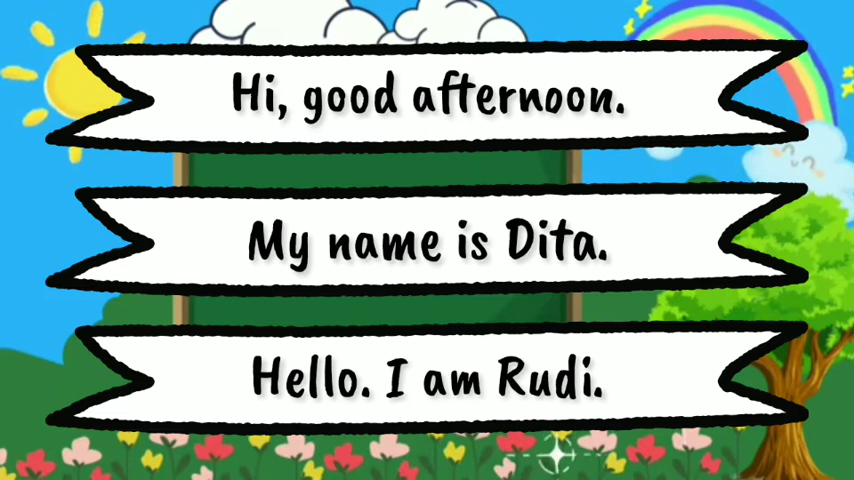 Hi, good afternoon.
My name is Dita.
Hello. I am Rudi.